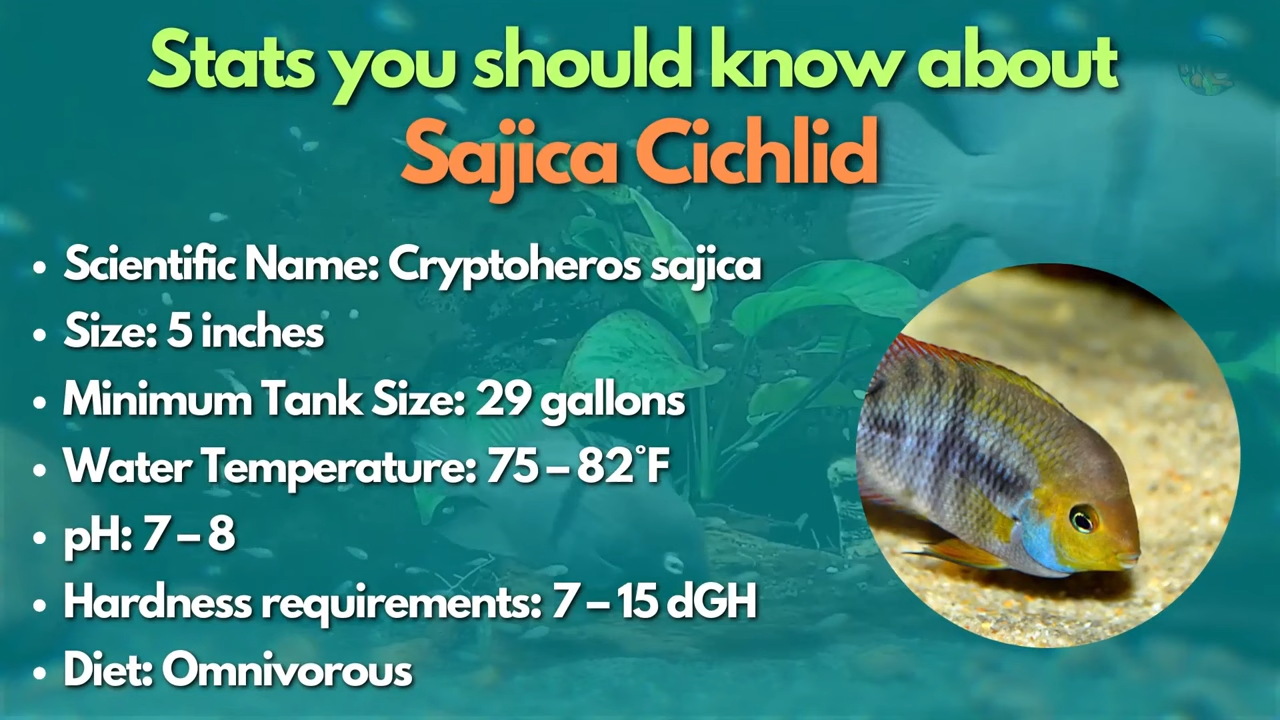 Stats you should know about
Sajica Cichlid
• Scientific Name: Cryptoheros sajica
• Size: 5 inches
• Minimum Tank Size: 29 gallons
• Water Temperature: 75 – 82°F
• pH: 7 – 8
• Hardness requirements: 7 – 15 dGH
• Diet: Omnivorous